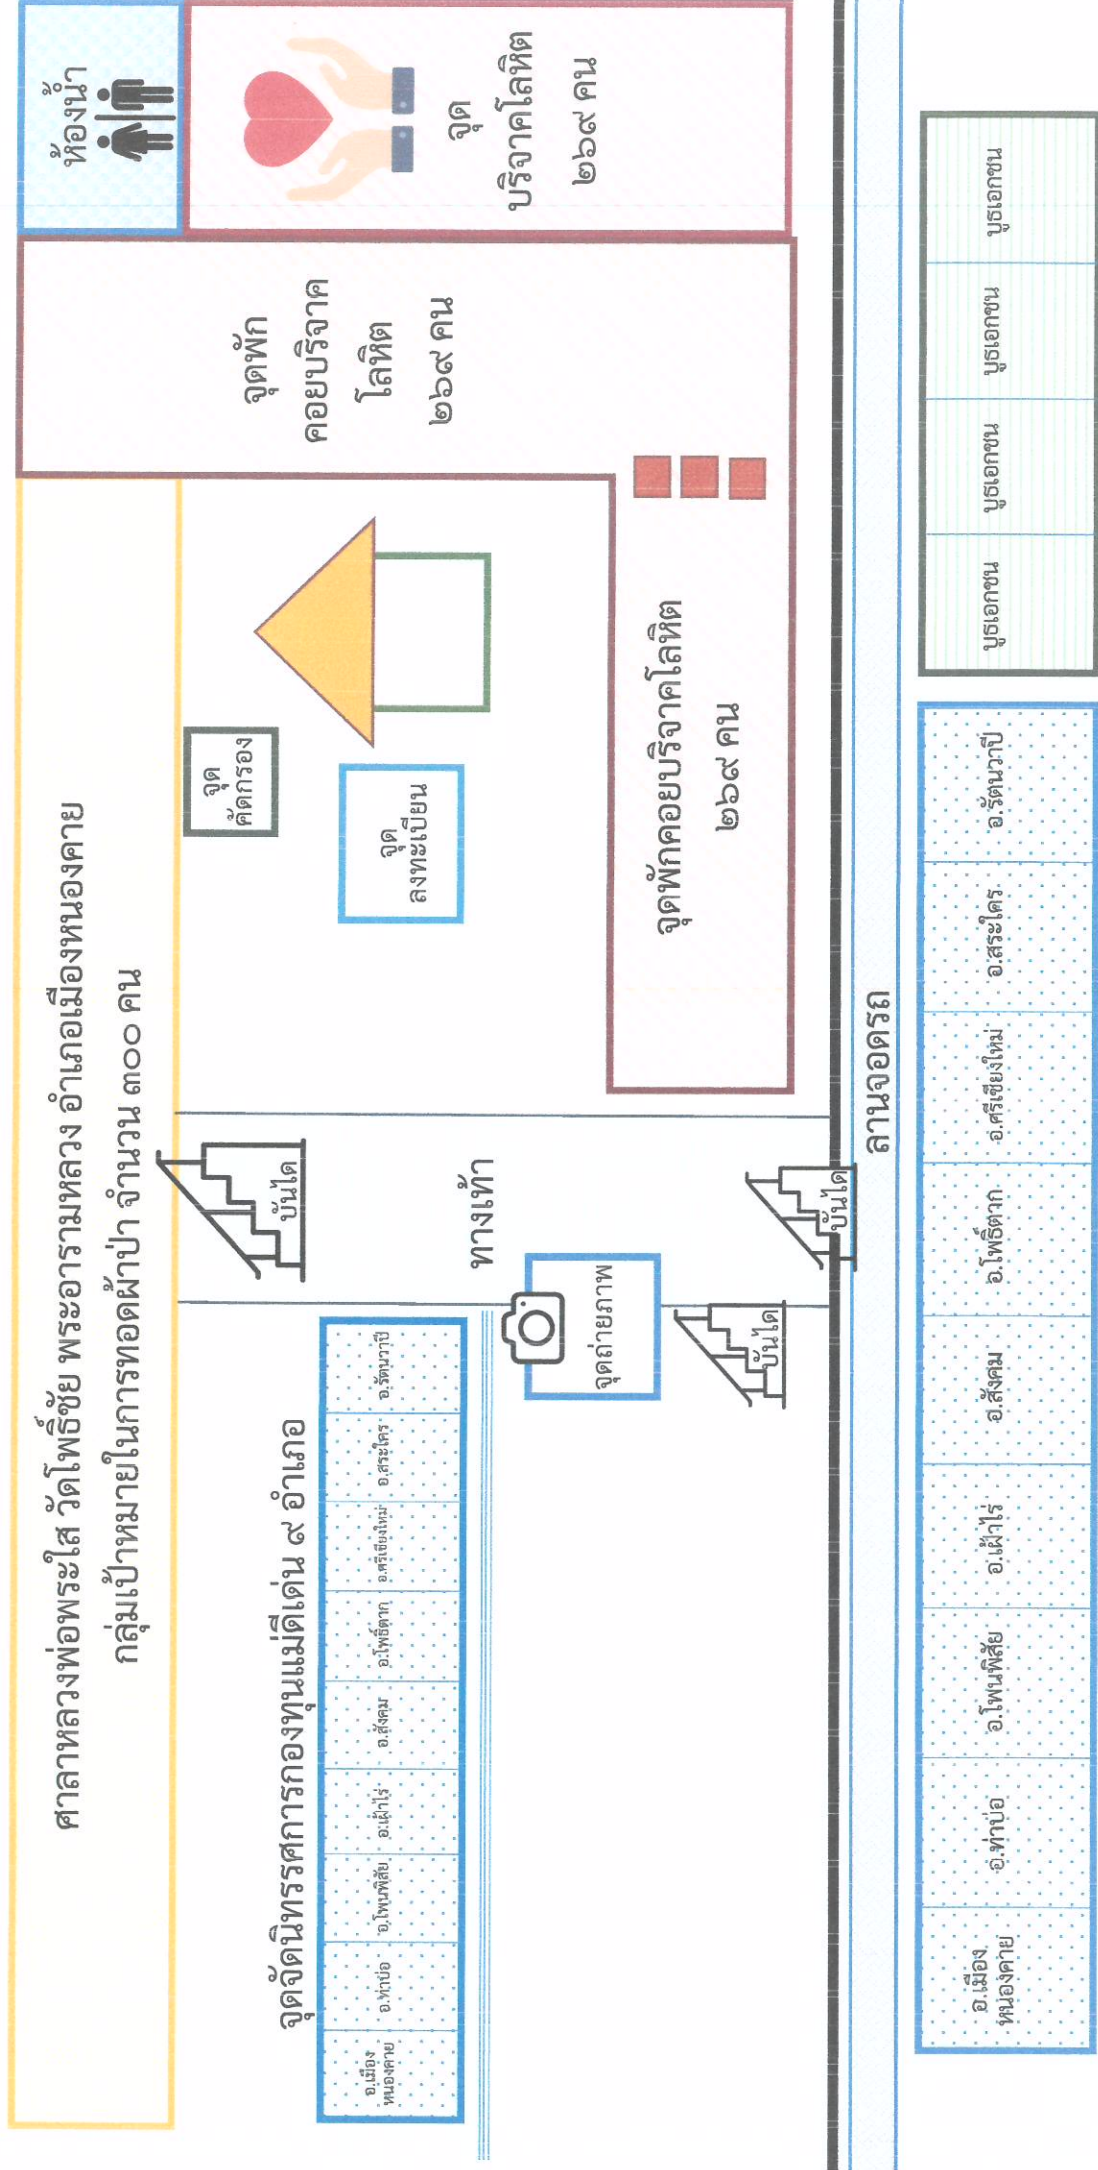 ศาลาหลวงพ่อพระใส วัดโพธิ์ชัย พระอารามหลวง อำเภอเมืองหนองคาย
กลุ่มเป้าหมายในการทอดผ้าป่า จำนวน ๓๐๐ คน
ห้องน้ำ
จุด
บริจาคโลหิต
๒๖๙ คน
จุดพัก
คอยบริจาค
โลหิต
๒๖๙ คน
จุด
คัดกรอง
จุด
ลงทะเบียน
จุดพักคอยบริจาคโลหิต
๒๖๙ คน
บันได
ทางเท้า
บันได
จุดจัดนิทรรศการกองทุนแม่ดีเด่น ๙ อำเภอ
อ.เมือง
หนองคาย
อ.ท่าบ่อ
อ.โพนพิสัย
อ.เฝ้าไร่
อ.สังคม
อ.โพธิ์ตาก
อ.ศรีเชียงใหม่
อ.สระใคร
อ.รัตนวาปี
จุดถ่ายภาพ
บันได
ลานจอดรถ
อ.เมือง
หนองคาย
อ.ท่าบ่อ
อ.โพนพิสัย
อ.เฝ้าไร่
อ.สังคม
อ.โพธิ์ตาก
อ.ศรีเชียงใหม่
อ.สระใคร
อ.รัตนวาปี
บูธเอกชน
บูธเอกชน
บูธเอกชน
บูธเอกชน